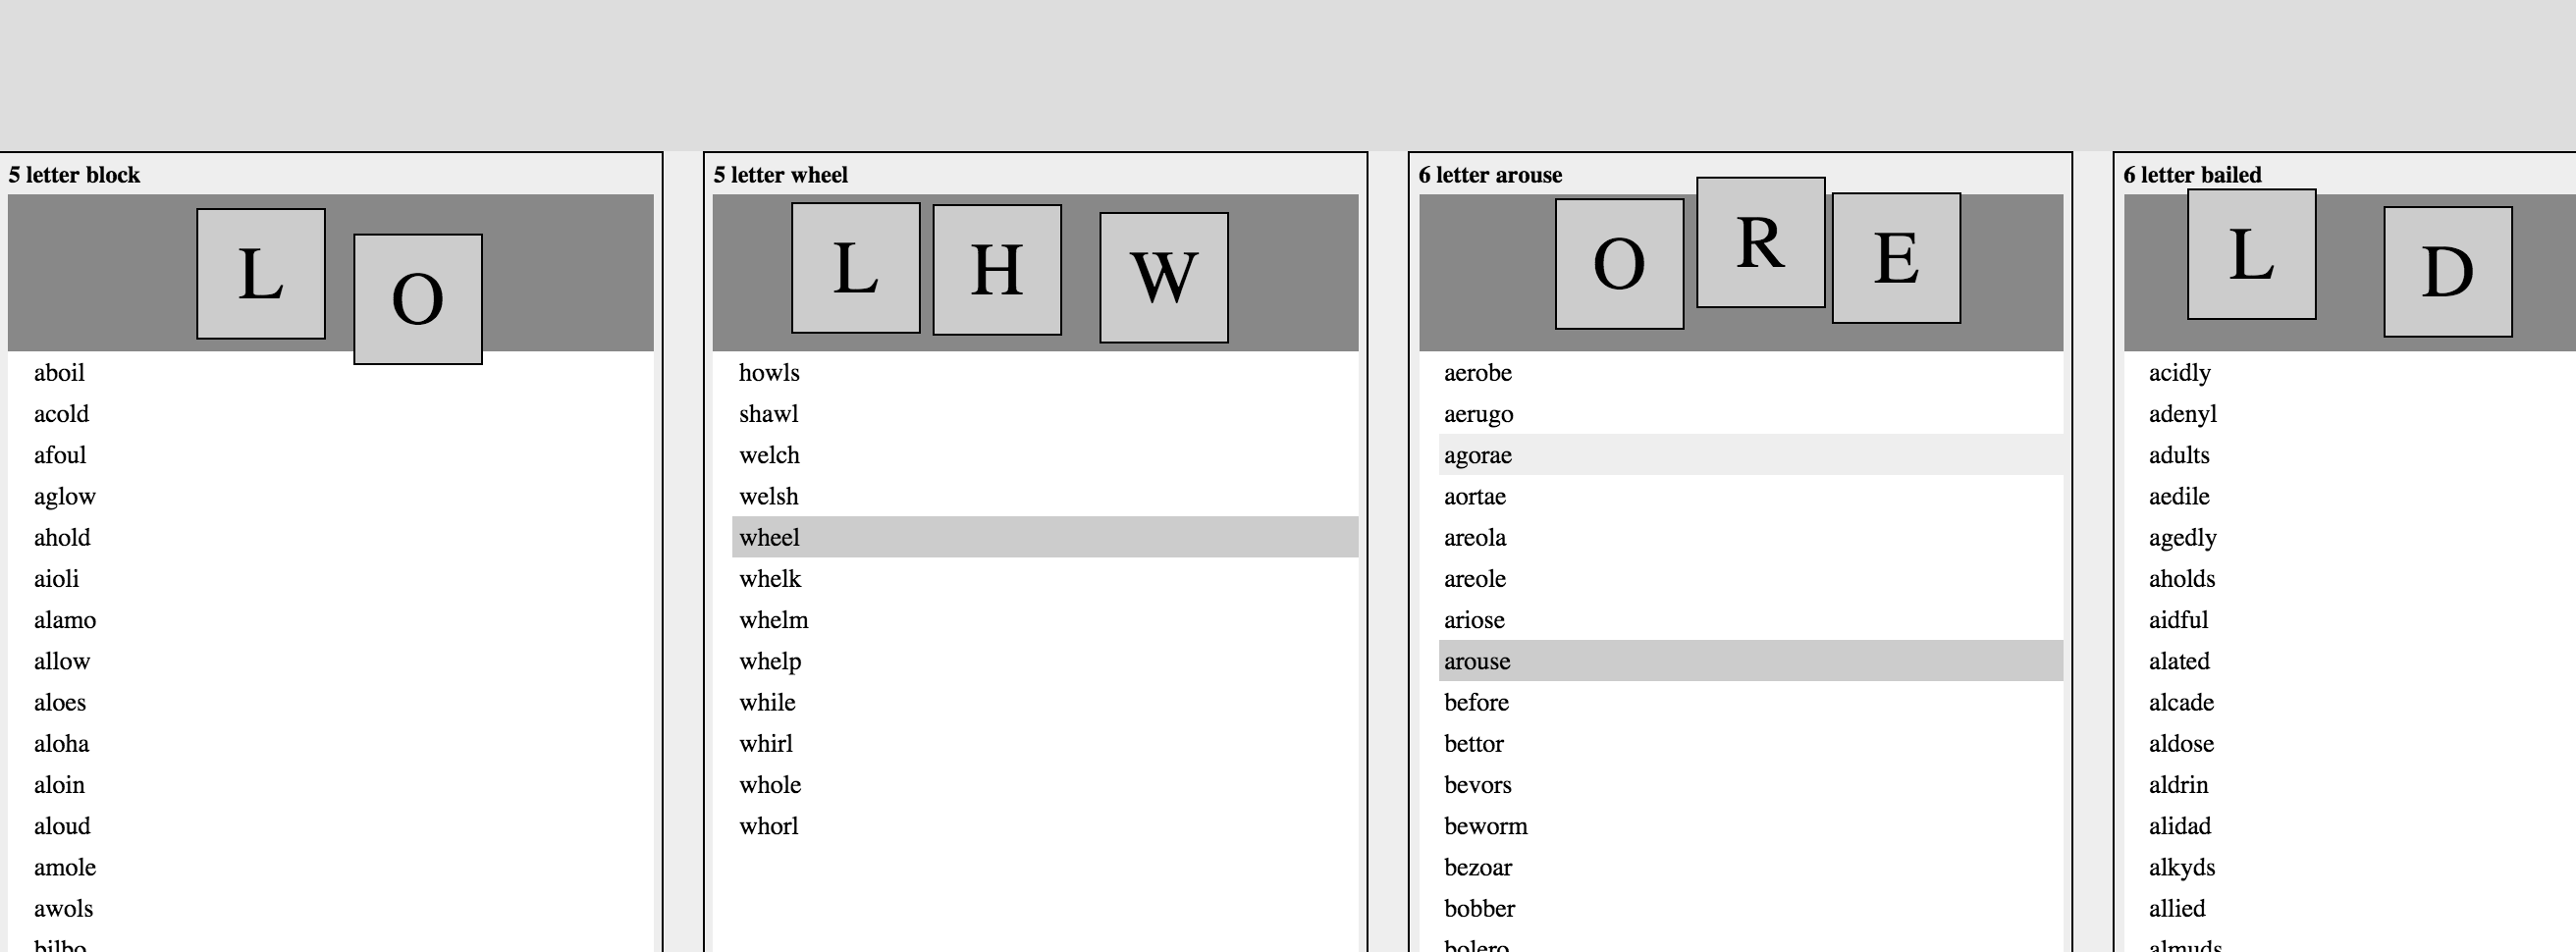 5 letter block
L O
aboil
acold
afoul
aglow
ahold
aioli
alamo
allow
aloes
aloha
aloin
aloud
amole
awols
bilbo
5 letter wheel
L H W
howls
shawl
welch
welsh
wheel
whelk
whelm
whelp
while
whirl
whole
whorl
6 letter arouse
O R E
aerobe
aerugo
agorae
aortae
areola
areole
ariose
arouse
before
bettor
bevors
beworm
bezoar
bobber
bolero
6 letter bailed
L D
acidly
adenyl
adults
aedile
agedly
aholds
aidful
alated
alcade
aldose
aldrin
alidad
alkyds
allied
almuds